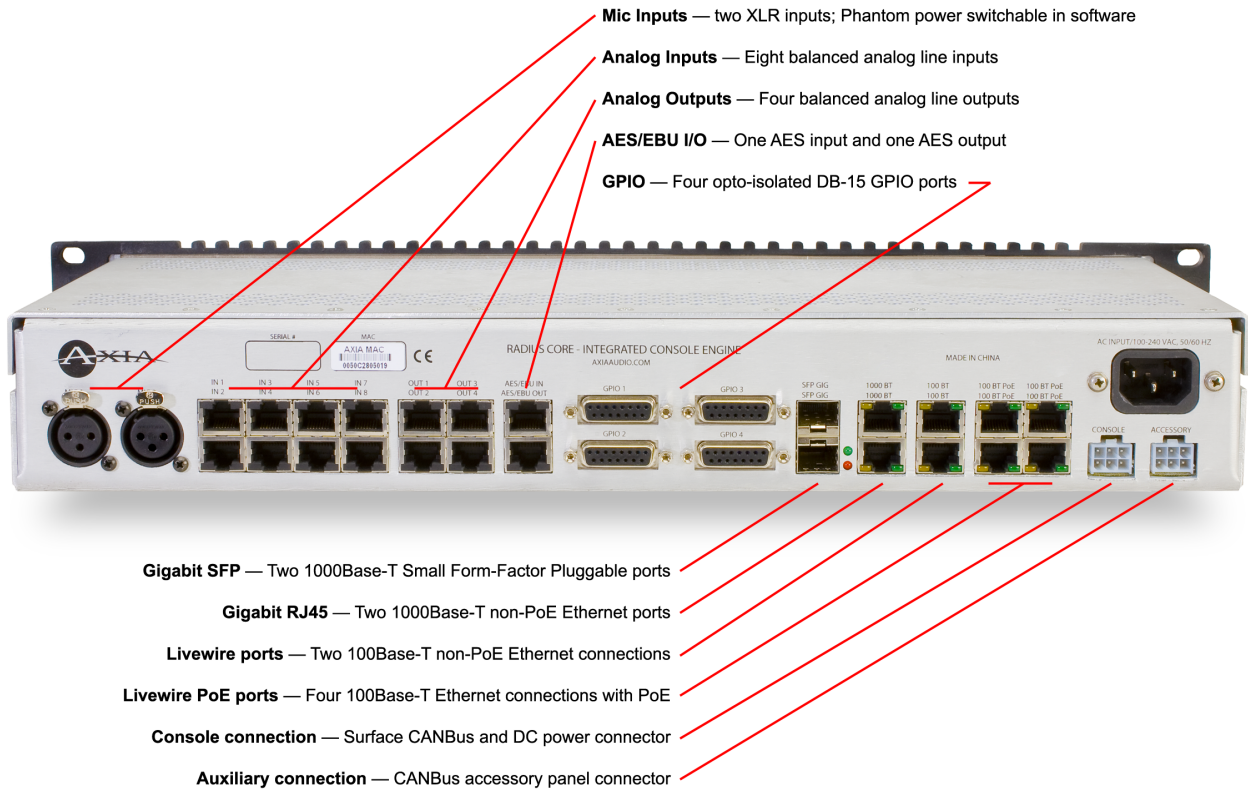 Mic Inputs — two XLR inputs; Phantom power switchable in software
Analog Inputs — Eight balanced analog line inputs
Analog Outputs — Four balanced analog line outputs
AES/EBU I/O — One AES input and one AES output
GPIO — Four opto-isolated DB-15 GPIO ports
AXIA
SERIAL #
MAC
AXIA MAC
0050C2805019
CE
RADIUS CORE - INTEGRATED CONSOLE ENGINE
AXIAAUDIO.COM
MADE IN CHINA
AC INPUT/100-240 VAC, 50/60 HZ
PUSH
PUSH
IN 1 IN 3 IN 5 IN 7
IN 2 IN 4 IN 6 IN 8
OUT 1 OUT 3
OUT 2 OUT 4
AES/EBU IN
AES/EBU OUT
GPIO 1 GPIO 3
GPIO 2 GPIO 4
SFP GIG 1000 BT 100 BT 100 BT PoE 100 BT PoE
SFP GIG 1000 BT 100 BT 100 BT PoE 100 BT PoE
CONSOLE ACCESSORY
Gigabit SFP — Two 1000Base-T Small Form-Factor Pluggable ports
Gigabit RJ45 — Two 1000Base-T non-PoE Ethernet ports
Livewire ports — Two 100Base-T non-PoE Ethernet connections
Livewire PoE ports — Four 100Base-T Ethernet connections with PoE
Console connection — Surface CANBus and DC power connector
Auxiliary connection — CANBus accessory panel connector